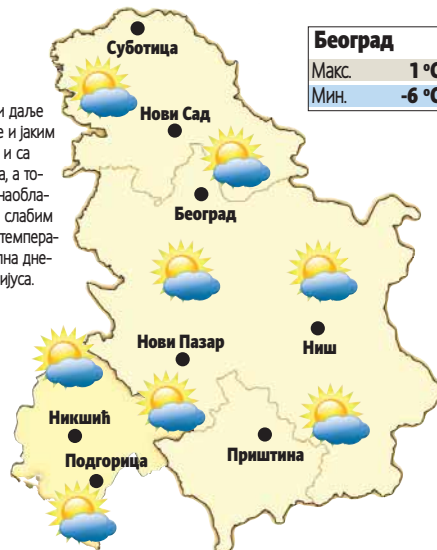 Суботица
Београд
Макс. 1 °C
Мин. -6 °C
и даље
е и јаким
и са
а, а то-
наобла-
слабим
темпера-
лна дне-
ијуса.
Нови Сад
Београд
Нови Пазар
Ниш
Никшић
Подгорица
Приштина